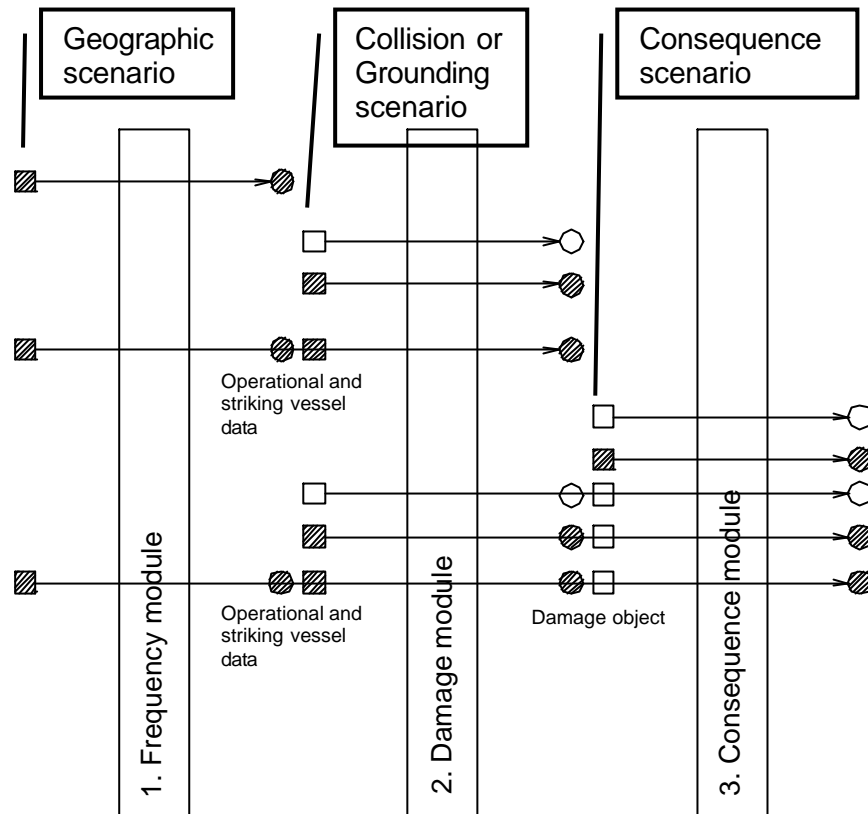 Geographic
scenario
Collision or
Grounding
scenario
Consequence
scenario
Operational and
striking vessel
data
Operational and
striking vessel
data
Damage object
1. Frequency module
2. Damage module
3. Consequence module